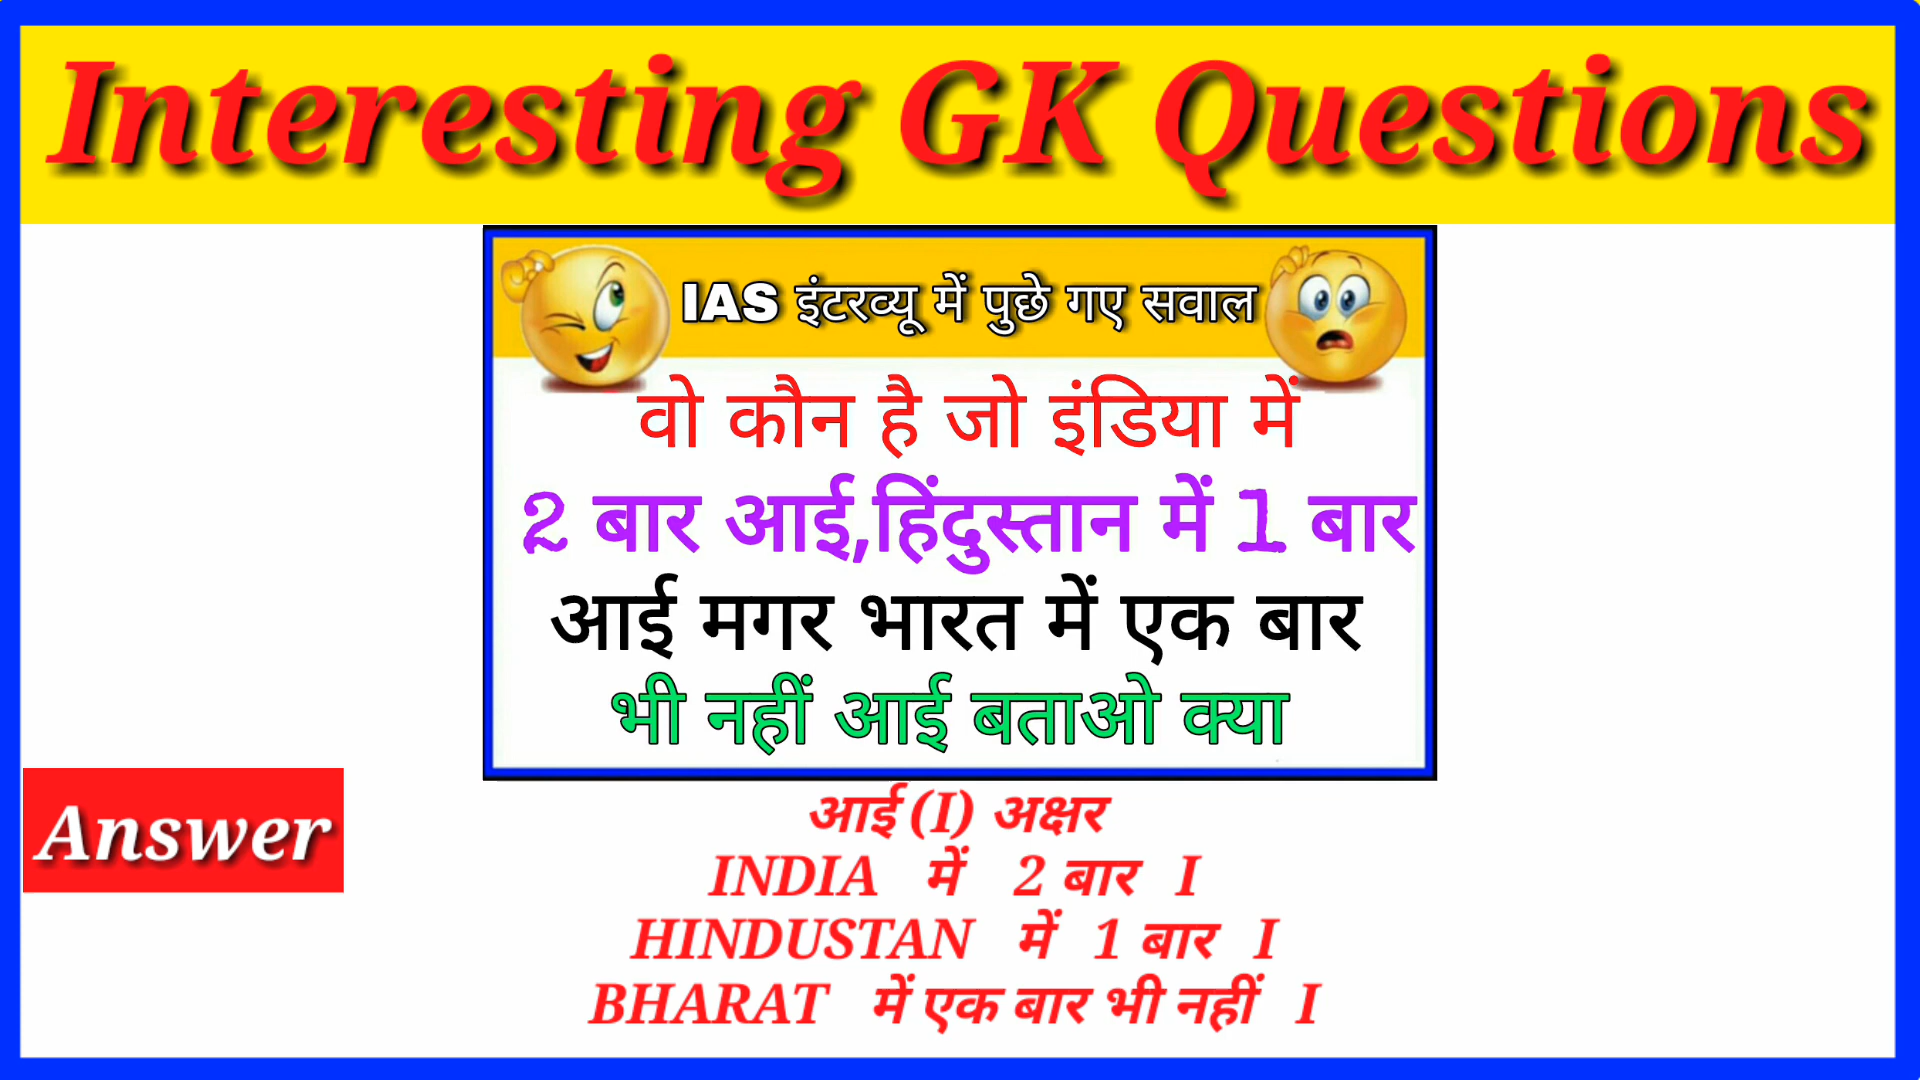 Interesting GK Questions
IAS इंटरव्यू में पुछे गए सवाल
वो कौन है जो इंडिया में
2 बार आई,हिंदुस्तान में 1 बार
आई मगर भारत में एक बार
भी नहीं आई बताओ क्या
Answer
आई (I) अक्षर
INDIA में 2 बार I
HINDUSTAN में 1 बार I
BHARAT में एक बार भी नहीं I